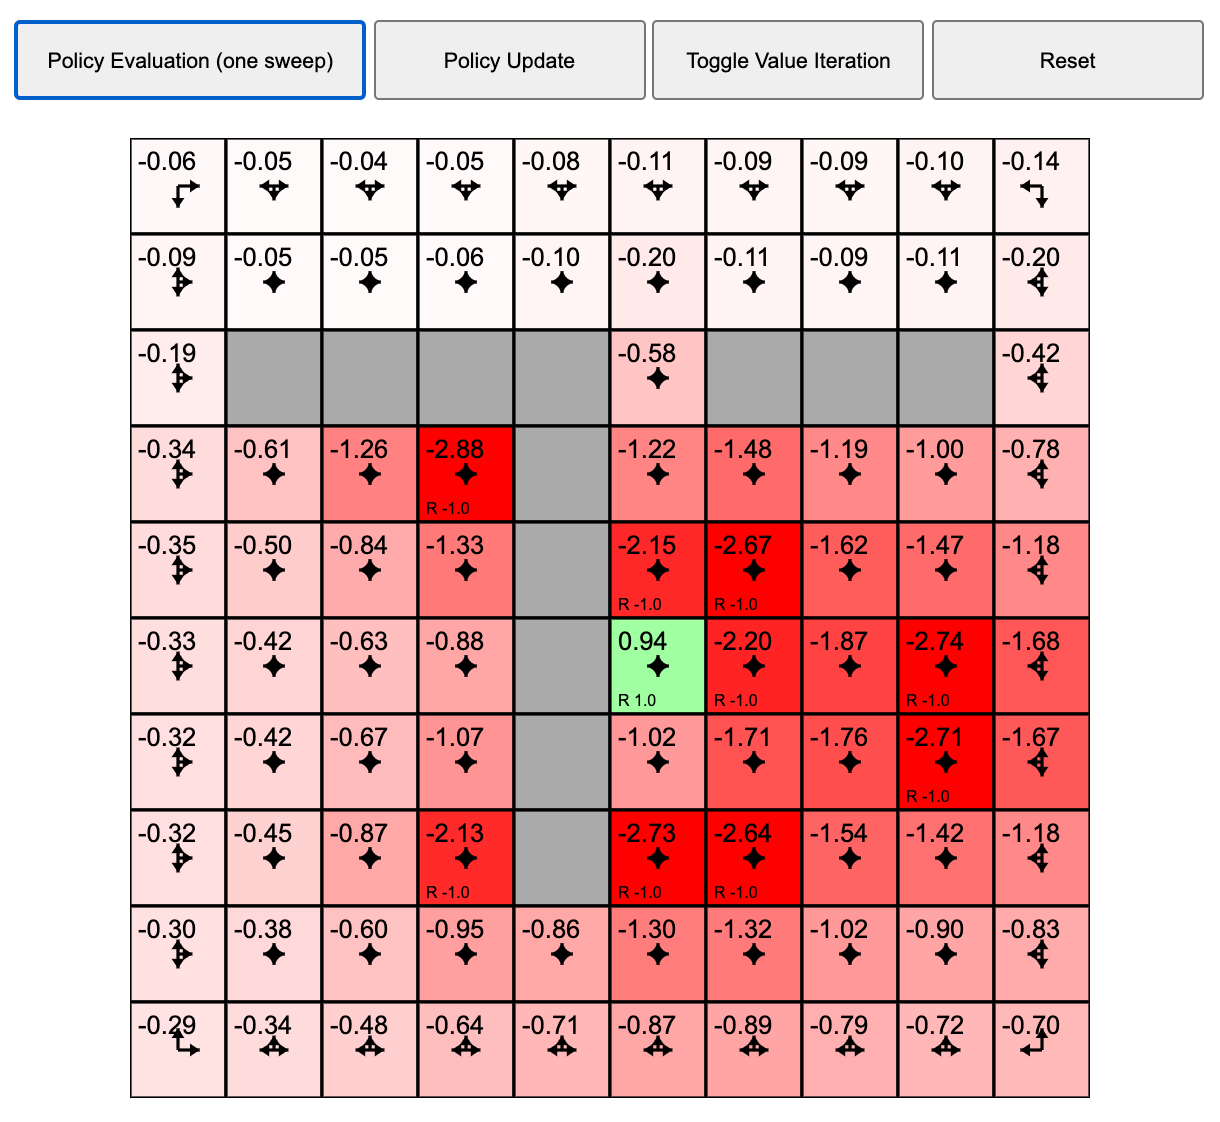 Policy Evaluation (one sweep) Policy Update Toggle Value Iteration Reset
-0.06 -0.05 -0.04 -0.05 -0.08 -0.11 -0.09 -0.09 -0.10 -0.14
-0.09 -0.05 -0.05 -0.06 -0.10 -0.20 -0.11 -0.09 -0.11 -0.20
-0.19 -0.58 -0.42
-0.34 -0.61 -1.26 -2.88 -1.22 -1.48 -1.19 -1.00 -0.78
R -1.0
-0.35 -0.50 -0.84 -1.33 -2.15 -2.67 -1.62 -1.47 -1.18
R -1.0 R -1.0
-0.33 -0.42 -0.63 -0.88 0.94 -2.20 -1.87 -2.74 -1.68
R 1.0 R -1.0 R -1.0
-0.32 -0.42 -0.67 -1.07 -1.02 -1.71 -1.76 -2.71 -1.67
R -1.0
-0.32 -0.45 -0.87 -2.13 -2.73 -2.64 -1.54 -1.42 -1.18
R -1.0 R -1.0 R -1.0
-0.30 -0.38 -0.60 -0.95 -0.86 -1.30 -1.32 -1.02 -0.90 -0.83
-0.29 -0.34 -0.48 -0.64 -0.71 -0.87 -0.89 -0.79 -0.72 -0.70